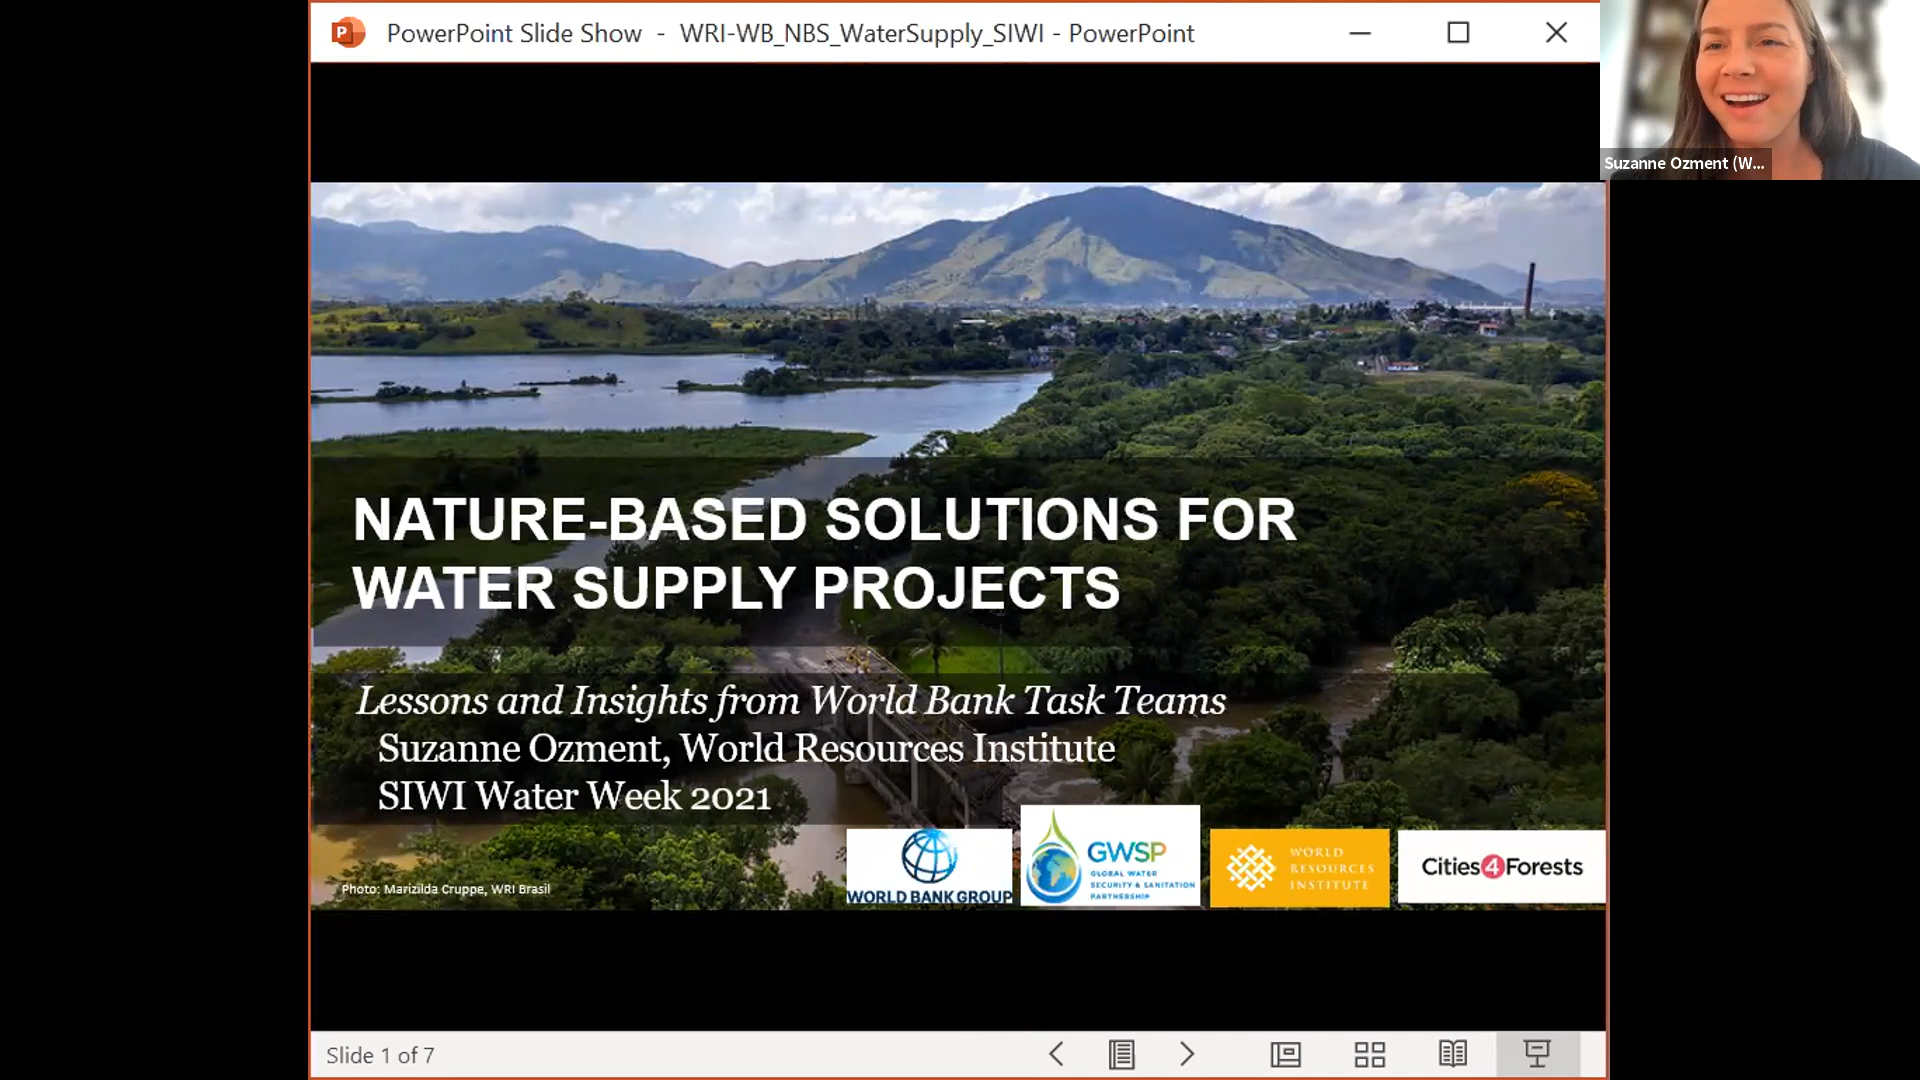 PowerPoint Slide Show - WRI-WB_NBS_WaterSupply_SIWI - PowerPoint
Suzanne Ozment (W...
NATURE-BASED SOLUTIONS FOR
WATER SUPPLY PROJECTS
Lessons and Insights from World Bank Task Teams
Suzanne Ozment, World Resources Institute
SIWI Water Week 2021
Photo: Marizilda Cruppe, WRI Brasil
WORLD BANK GROUP
GWSP
GLOBAL WATER
SECURITY & SANITATION
PARTNERSHIP
WORLD
RESOURCES
INSTITUTE
Cities4Forests
Slide 1 of 7